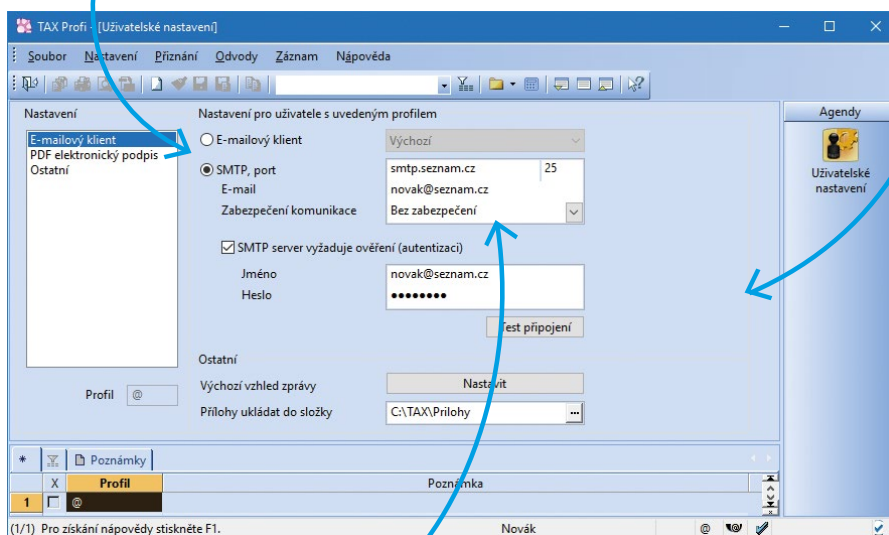 TAX Profi - [Uživatelské nastavení]
Soubor Nastavení Přiznání Odvody Záznam Nápověda
Agendy
Uživatelské
nastavení
Nastavení
E-mailový klient
PDF elektronický podpis
Ostatní
Profil @
Nastavení pro uživatele s uvedeným profilem
E-mailový klient Výchozí
SMTP, port smtp.seznam.cz 25
E-mail novak@seznam.cz
Zabezpečení komunikace Bez zabezpečení
SMTP server vyžaduje ověření (autentizaci)
Jméno novak@seznam.cz
Heslo ●●●●●●●●
Test připojení
Ostatní
Výchozí vzhled zprávy Nastavit
Přílohy ukládat do složky C:\TAX\Prilohy ...
* Poznámky
X Profil Poznámka
1 @
(1/1) Pro získání nápovědy stiskněte F1. Novák @